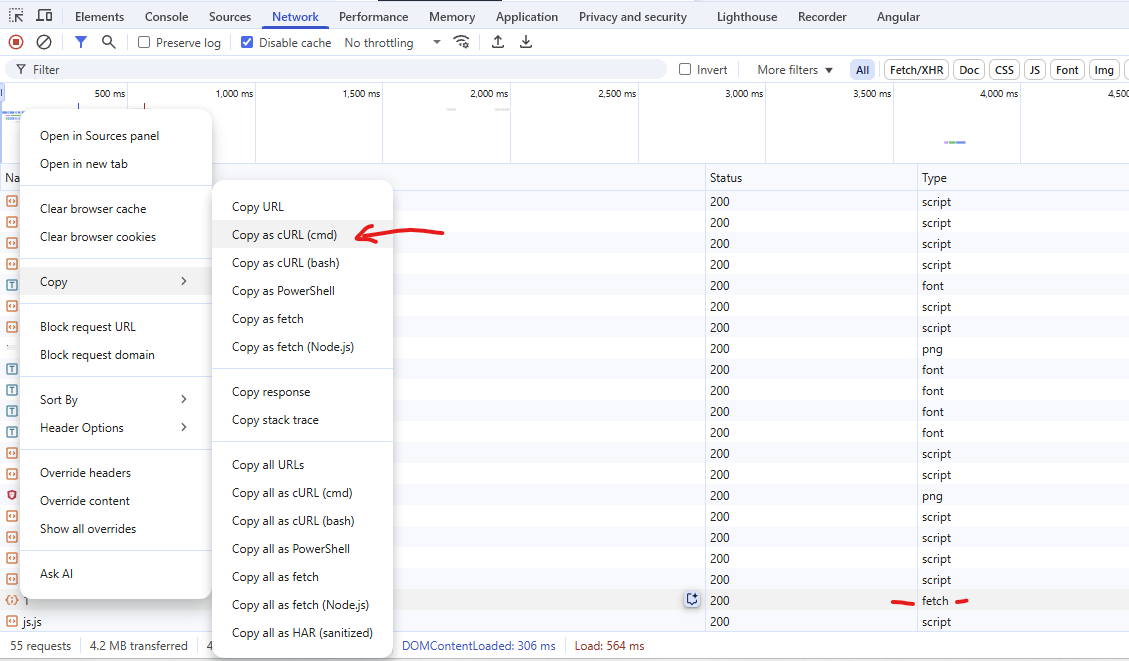 Elements Console Sources Network Performance Memory Application Privacy and security Lighthouse Recorder Angular
Preserve log Disable cache No throttling
Filter Invert More filters All Fetch/XHR Doc CSS JS Font Img
500 ms 1,000 ms 1,500 ms 2,000 ms 2,500 ms 3,000 ms 3,500 ms 4,000 ms 4,500
Na Status Type
Open in Sources panel
Open in new tab
Clear browser cache
Clear browser cookies
Copy
Block request URL
Block request domain
Sort By
Header Options
Override headers
Override content
Show all overrides
Ask AI
Copy URL
Copy as cURL (cmd)
Copy as cURL (bash)
Copy as PowerShell
Copy as fetch
Copy as fetch (Node.js)
Copy response
Copy stack trace
Copy all URLs
Copy all as cURL (cmd)
Copy all as cURL (bash)
Copy all as PowerShell
Copy all as fetch
Copy all as fetch (Node.js)
Copy all as HAR (sanitized)
200 script
200 script
200 script
200 script
200 font
200 script
200 script
200 png
200 font
200 font
200 font
200 font
200 script
200 script
200 png
200 script
200 script
200 script
200 script
200 fetch
js.js 200 script
55 requests 4.2 MB transferred 4 DOMContentLoaded: 306 ms Load: 564 ms